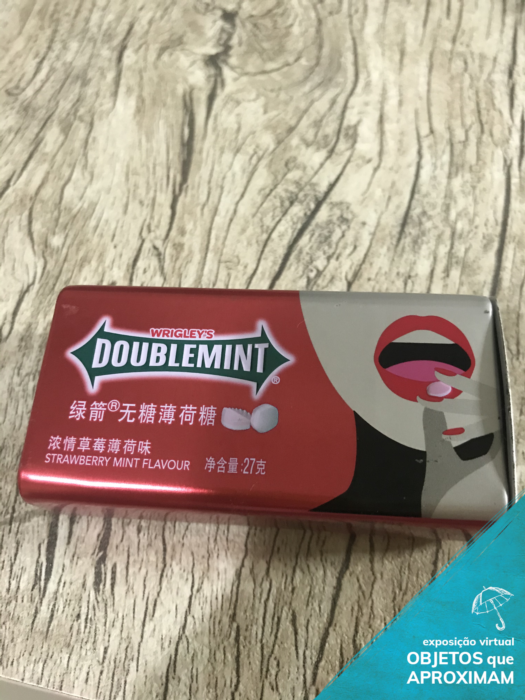 WRIGLEY'S
DOUBLEMINT®
绿箭®无糖薄荷糖
浓情草莓薄荷味
STRAWBERRY MINT FLAVOUR 净含量:27克
exposição virtual
OBJETOS que
APROXIMAM